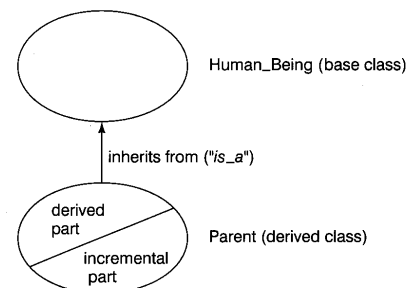 Human_Being (base class)
inherits from ("is_a")
derived
part
Parent (derived class)
incremental
part